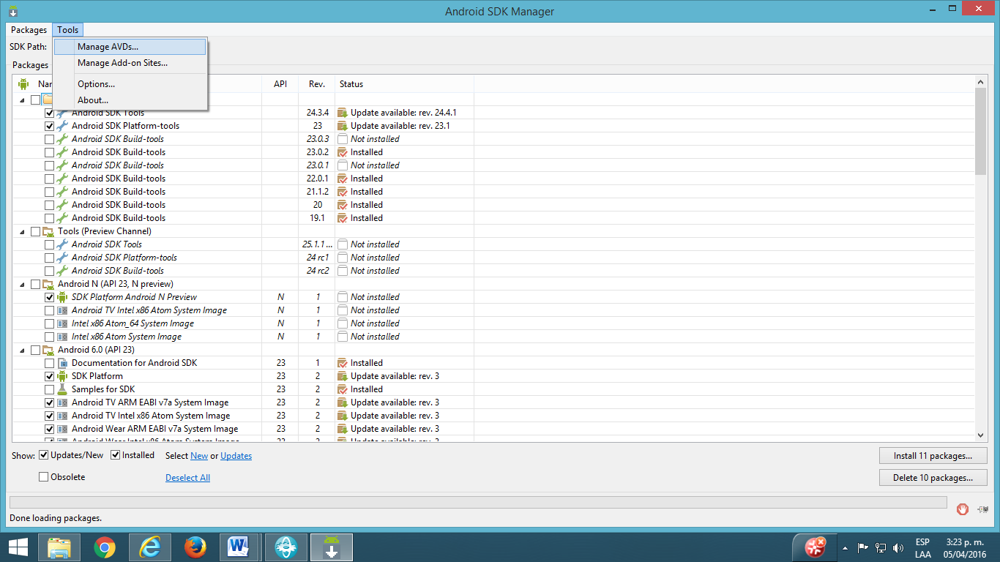 Android SDK Manager
Packages Tools
SDK Path:
Manage AVDs...
Manage Add-on Sites...
Options...
About...
Packages
API Rev. Status
Android SDK Tools 24.3.4 Update available: rev. 24.4.1
Android SDK Platform-tools 23 Update available: rev. 23.1
Android SDK Build-tools 23.0.3 Not installed
Android SDK Build-tools 23.0.2 Installed
Android SDK Build-tools 23.0.1 Not installed
Android SDK Build-tools 22.0.1 Installed
Android SDK Build-tools 21.1.2 Installed
Android SDK Build-tools 20 Installed
Android SDK Build-tools 19.1 Installed
Tools (Preview Channel)
Android SDK Tools 25.1.1 ... Not installed
Android SDK Platform-tools 24 rc1 Not installed
Android SDK Build-tools 24 rc2 Not installed
Android N (API 23, N preview)
SDK Platform Android N Preview N 1 Not installed
Android TV Intel x86 Atom System Image N 1 Not installed
Intel x86 Atom_64 System Image N 1 Not installed
Intel x86 Atom System Image N 1 Not installed
Android 6.0 (API 23)
Documentation for Android SDK 23 1 Installed
SDK Platform 23 2 Update available: rev. 3
Samples for SDK 23 2 Installed
Android TV ARM EABI v7a System Image 23 2 Update available: rev. 3
Android TV Intel x86 Atom System Image 23 2 Update available: rev. 3
Android Wear ARM EABI v7a System Image 23 2 Update available: rev. 3
Android Wear Intel x86 Atom System Image 23 2 Update available: rev. 3
Show: Updates/New Installed Select New or Updates
Install 11 packages...
Obsolete Deselect All
Delete 10 packages...
Done loading packages.
ESP 3:23 p. m.
LAA 05/04/2016